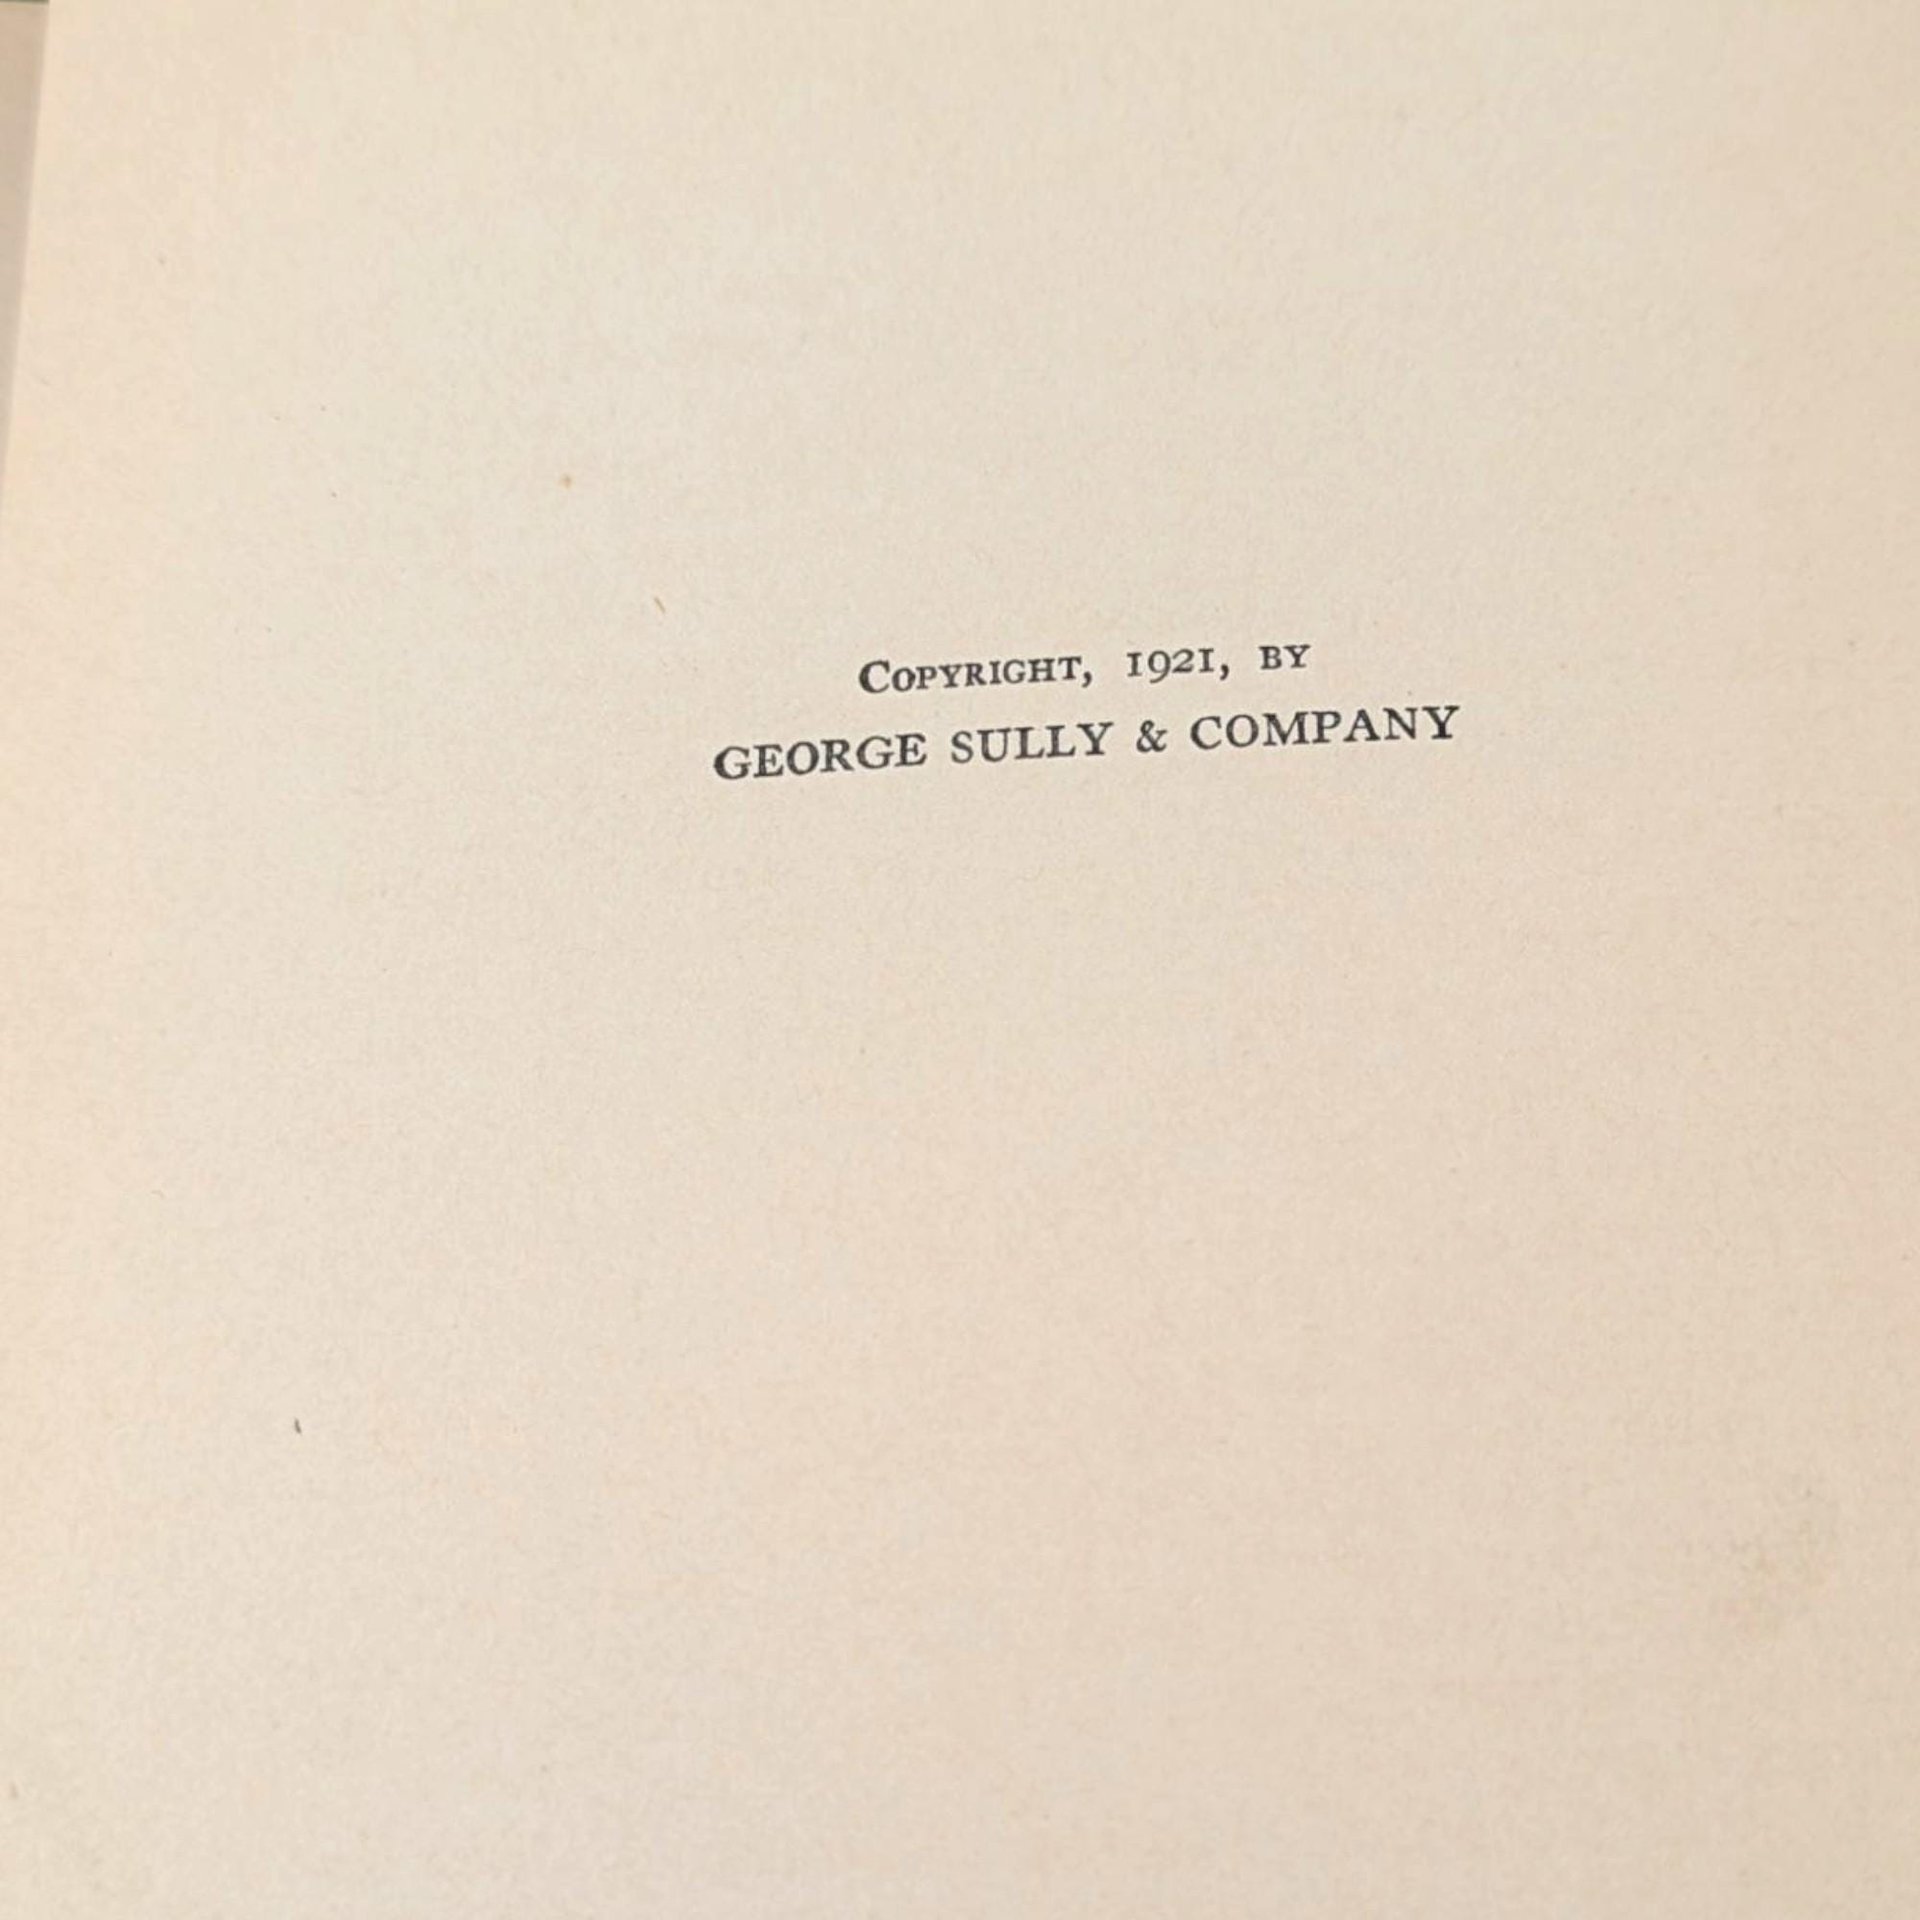 Copyright, 1921, by
GEORGE SULLY & COMPANY